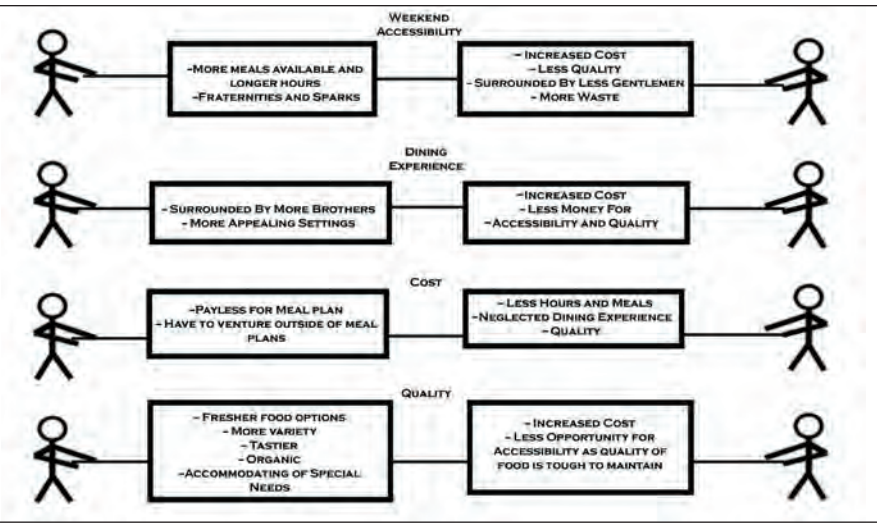 WEEKEND
ACCESSIBILITY
-MORE MEALS AVAILABLE AND
LONGER HOURS
-FRATERNITIES AND SPARKS
- INCREASED COST
- LESS QUALITY
- SURROUNDED BY LESS GENTLEMEN
- MORE WASTE
DINING
EXPERIENCE
- SURROUNDED BY MORE BROTHERS
- MORE APPEALING SETTINGS
- INCREASED COST
- LESS MONEY FOR
- ACCESSIBILITY AND QUALITY
COST
-PAYLESS FOR MEAL PLAN
- HAVE TO VENTURE OUTSIDE OF MEAL
PLANS
- LESS HOURS AND MEALS
- NEGLECTED DINING EXPERIENCE
- QUALITY
QUALITY
- FRESHER FOOD OPTIONS
- MORE VARIETY
- TASTIER
- ORGANIC
-ACCOMMODATING OF SPECIAL
NEEDS
- INCREASED COST
- LESS OPPORTUNITY FOR
ACCESSIBILITY AS QUALITY OF
FOOD IS TOUGH TO MAINTAIN